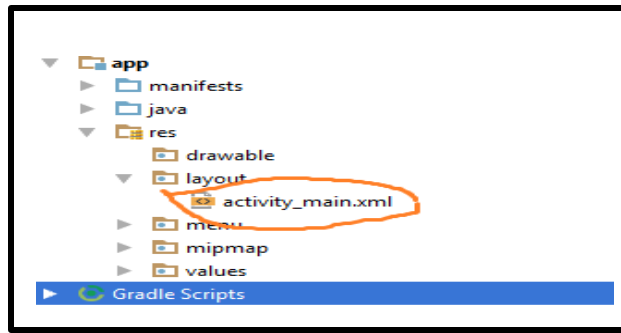 app
manifests
java
res
drawable
layout
activity_main.xml
menu
mipmap
values
Gradle Scripts